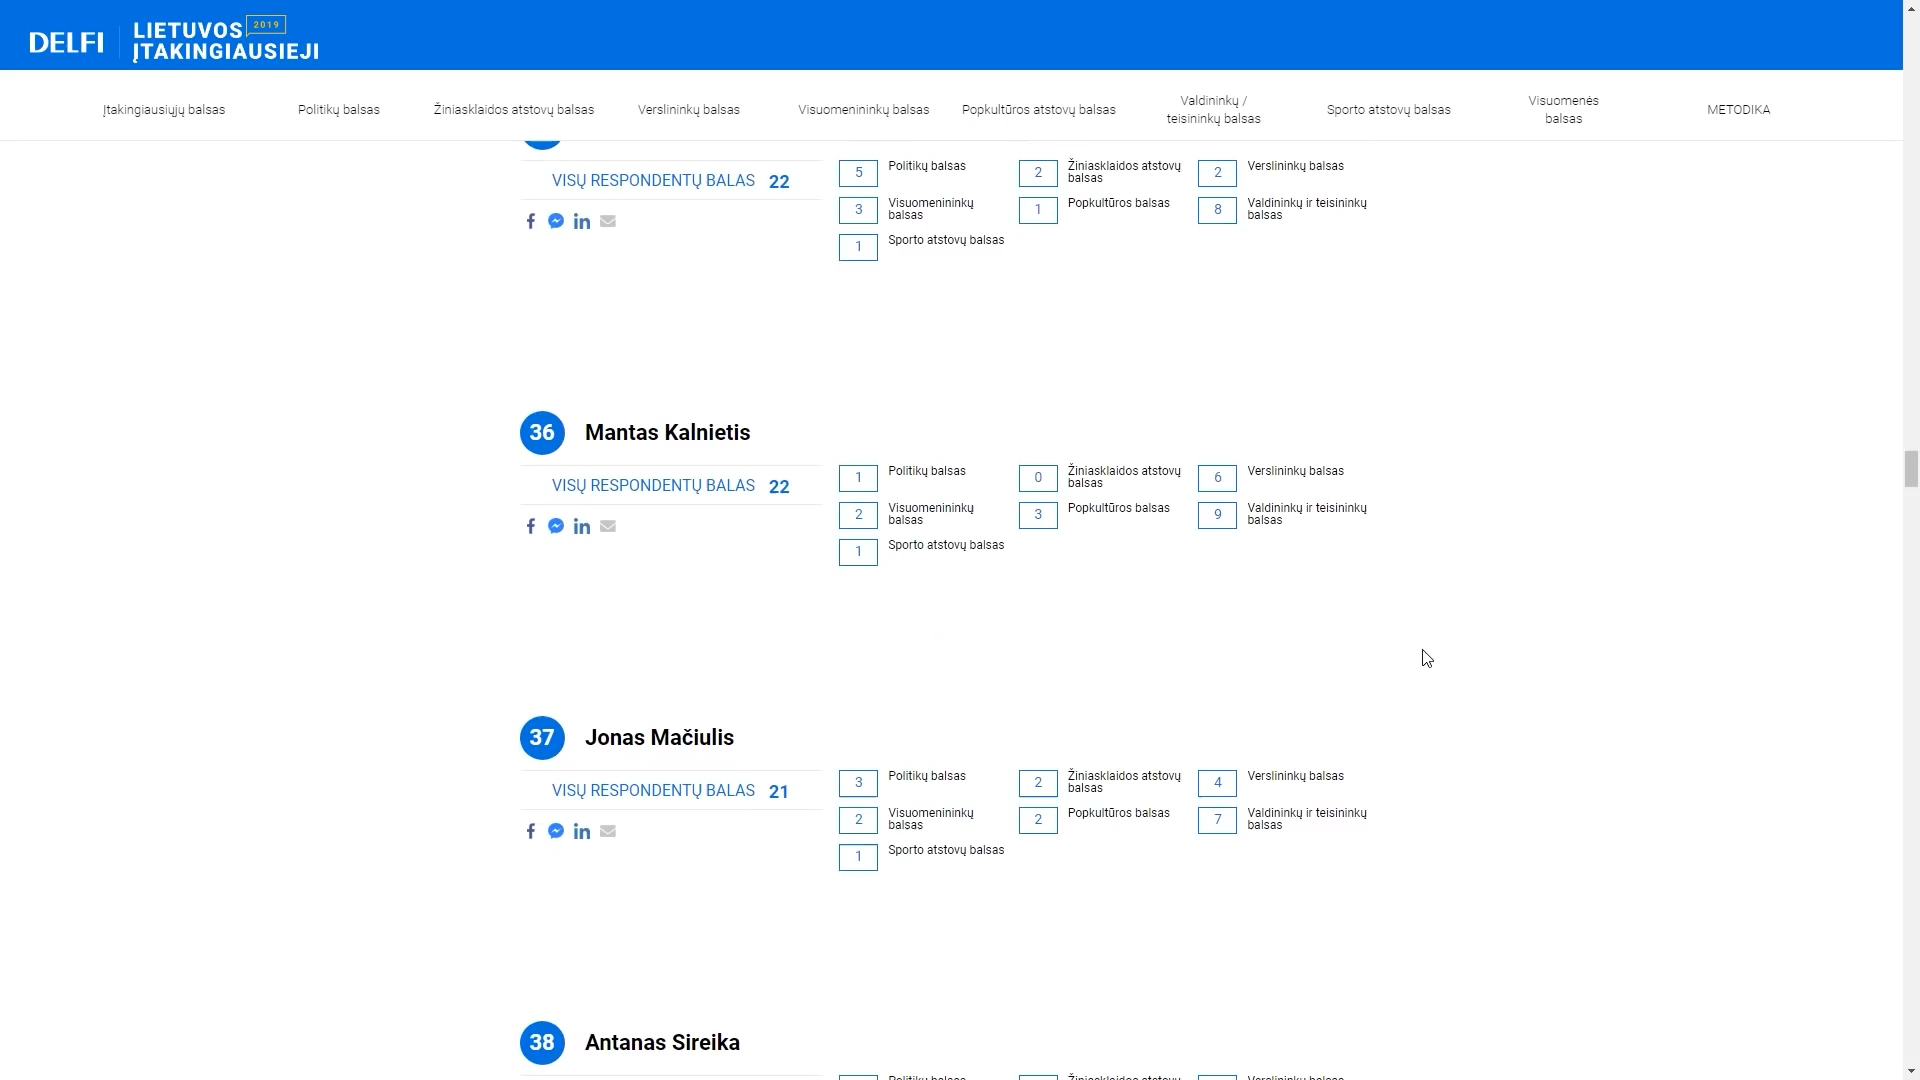 DELFI
LIETUVOS 2019
ĮTAKINGIAUSIEJI
Įtakingiausiųjų balsas
Politikų balsas
Žiniasklaidos atstovų balsas
Verslininkų balsas
Visuomenininkų balsas
Popkultūros atstovų balsas
Valdininkų /
teisininkų balsas
Sporto atstovų balsas
Visuomenės
balsas
METODIKA
VISŲ RESPONDENTŲ BALAS 22
5 Politikų balsas
2 Žiniasklaidos atstovų
balsas
2 Verslininkų balsas
3 Visuomenininkų
balsas
1 Popkultūros balsas
8 Valdininkų ir teisininkų
balsas
1 Sporto atstovų balsas
36 Mantas Kalnietis
VISŲ RESPONDENTŲ BALAS 22
1 Politikų balsas
0 Žiniasklaidos atstovų
balsas
6 Verslininkų balsas
2 Visuomenininkų
balsas
3 Popkultūros balsas
9 Valdininkų ir teisininkų
balsas
1 Sporto atstovų balsas
37 Jonas Mačiulis
VISŲ RESPONDENTŲ BALAS 21
3 Politikų balsas
2 Žiniasklaidos atstovų
balsas
4 Verslininkų balsas
2 Visuomenininkų
balsas
2 Popkultūros balsas
7 Valdininkų ir teisininkų
balsas
1 Sporto atstovų balsas
38 Antanas Sireika